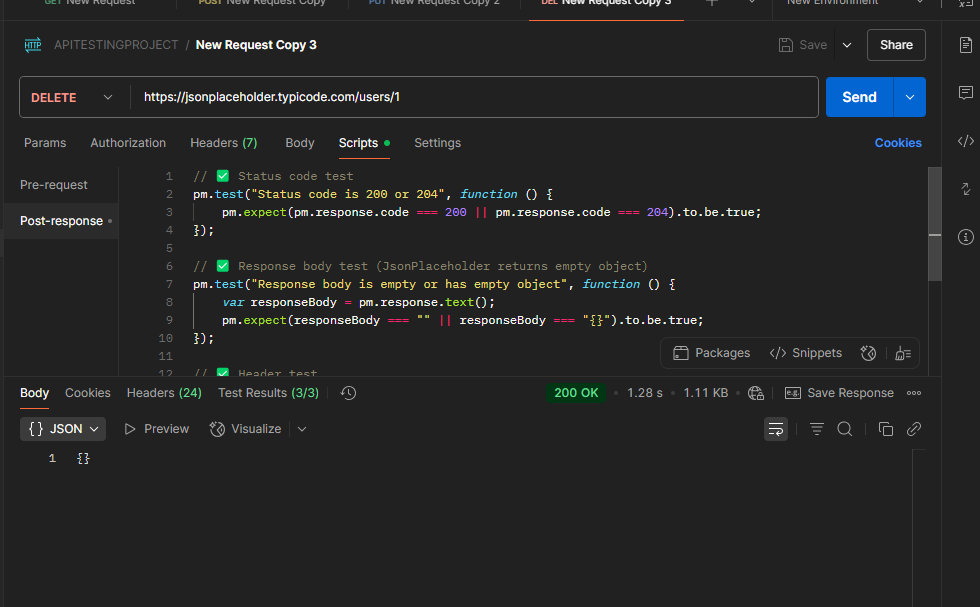 GET New Request POST New Request Copy PUT New Request Copy 2 DEL New Request Copy 3 + New Environment
HTTP APITESTINGPROJECT / New Request Copy 3 Save Share
DELETE https://jsonplaceholder.typicode.com/users/1 Send
Params Authorization Headers (7) Body Scripts Settings Cookies
Pre-request
Post-response
1 // ✅ Status code test
2 pm.test("Status code is 200 or 204", function () {
3 pm.expect(pm.response.code === 200 || pm.response.code === 204).to.be.true;
4 });
5
6 // ✅ Response body test (JsonPlaceholder returns empty object)
7 pm.test("Response body is empty or has empty object", function () {
8 var responseBody = pm.response.text();
9 pm.expect(responseBody === "" || responseBody === "{}").to.be.true;
10 });
11
12 // ✅ Header test
Packages </> Snippets
Body Cookies Headers (24) Test Results (3/3) 200 OK • 1.28 s • 1.11 KB e.g. Save Response
{} JSON Preview Visualize
1 {}